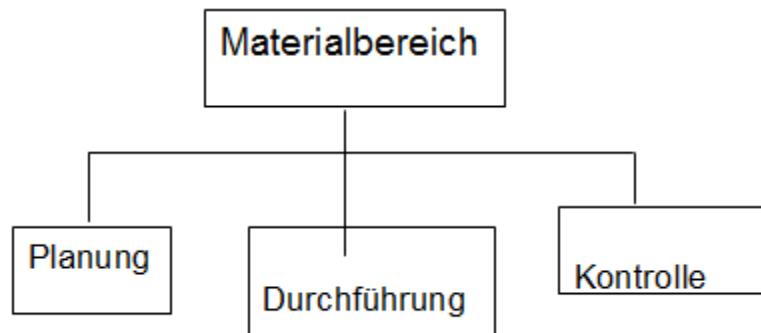 Materialbereich
Planung
Durchführung
Kontrolle